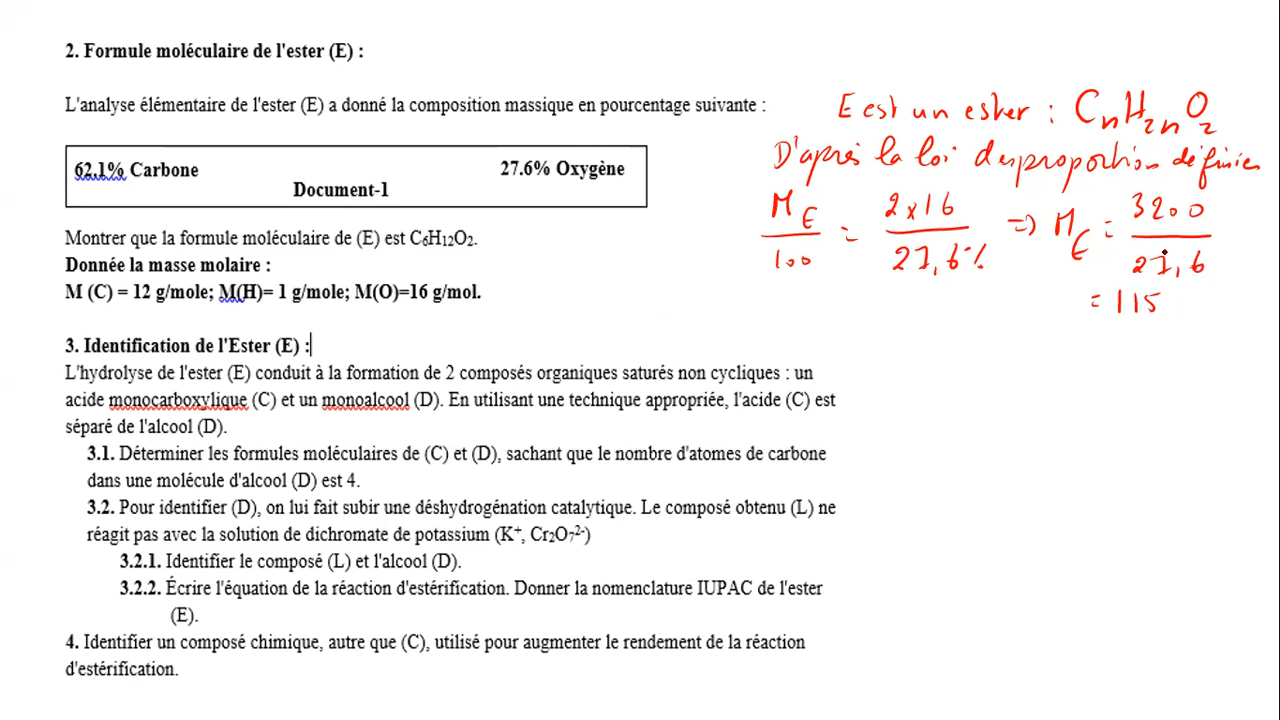 2. Formule moléculaire de l'ester (E) :
L'analyse élémentaire de l'ester (E) a donné la composition massique en pourcentage suivante :
62.1% Carbone
27.6% Oxygène
Document-1
Montrer que la formule moléculaire de (E) est C₆H₁₂O₂.
Donnée la masse molaire :
M (C) = 12 g/mole; M(H)= 1 g/mole; M(O)=16 g/mol.
3. Identification de l'Ester (E) :
L'hydrolyse de l'ester (E) conduit à la formation de 2 composés organiques saturés non cycliques : un
acide monocarboxylique (C) et un monoalcool (D). En utilisant une technique appropriée, l'acide (C) est
séparé de l'alcool (D).
3.1. Déterminer les formules moléculaires de (C) et (D), sachant que le nombre d'atomes de carbone
dans une molécule d'alcool (D) est 4.
3.2. Pour identifier (D), on lui fait subir une déshydrogénation catalytique. Le composé obtenu (L) ne
réagit pas avec la solution de dichromate de potassium (K⁺, Cr₂O₇²⁻)
3.2.1. Identifier le composé (L) et l'alcool (D).
3.2.2. Écrire l'équation de la réaction d'estérification. Donner la nomenclature IUPAC de l'ester
(E).
4. Identifier un composé chimique, autre que (C), utilisé pour augmenter le rendement de la réaction
d'estérification.
E est un ester : CₙH₂ₙO₂
D'après la loi des proportion définies
M_E / 100 = 2 x 16 / 27,6% => M_E = 3200 / 27,6
= 115